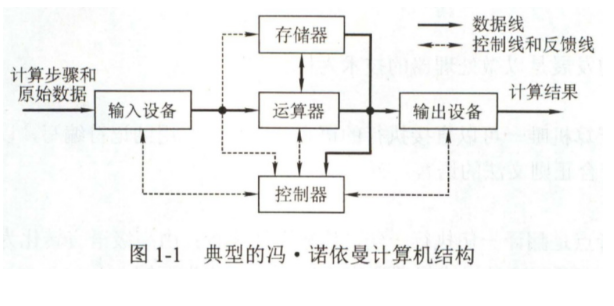 存储器
数据线
控制线和反馈线
计算步骤和
原始数据
输入设备
运算器
输出设备
计算结果
控制器
图 1-1 典型的冯·诺依曼计算机结构